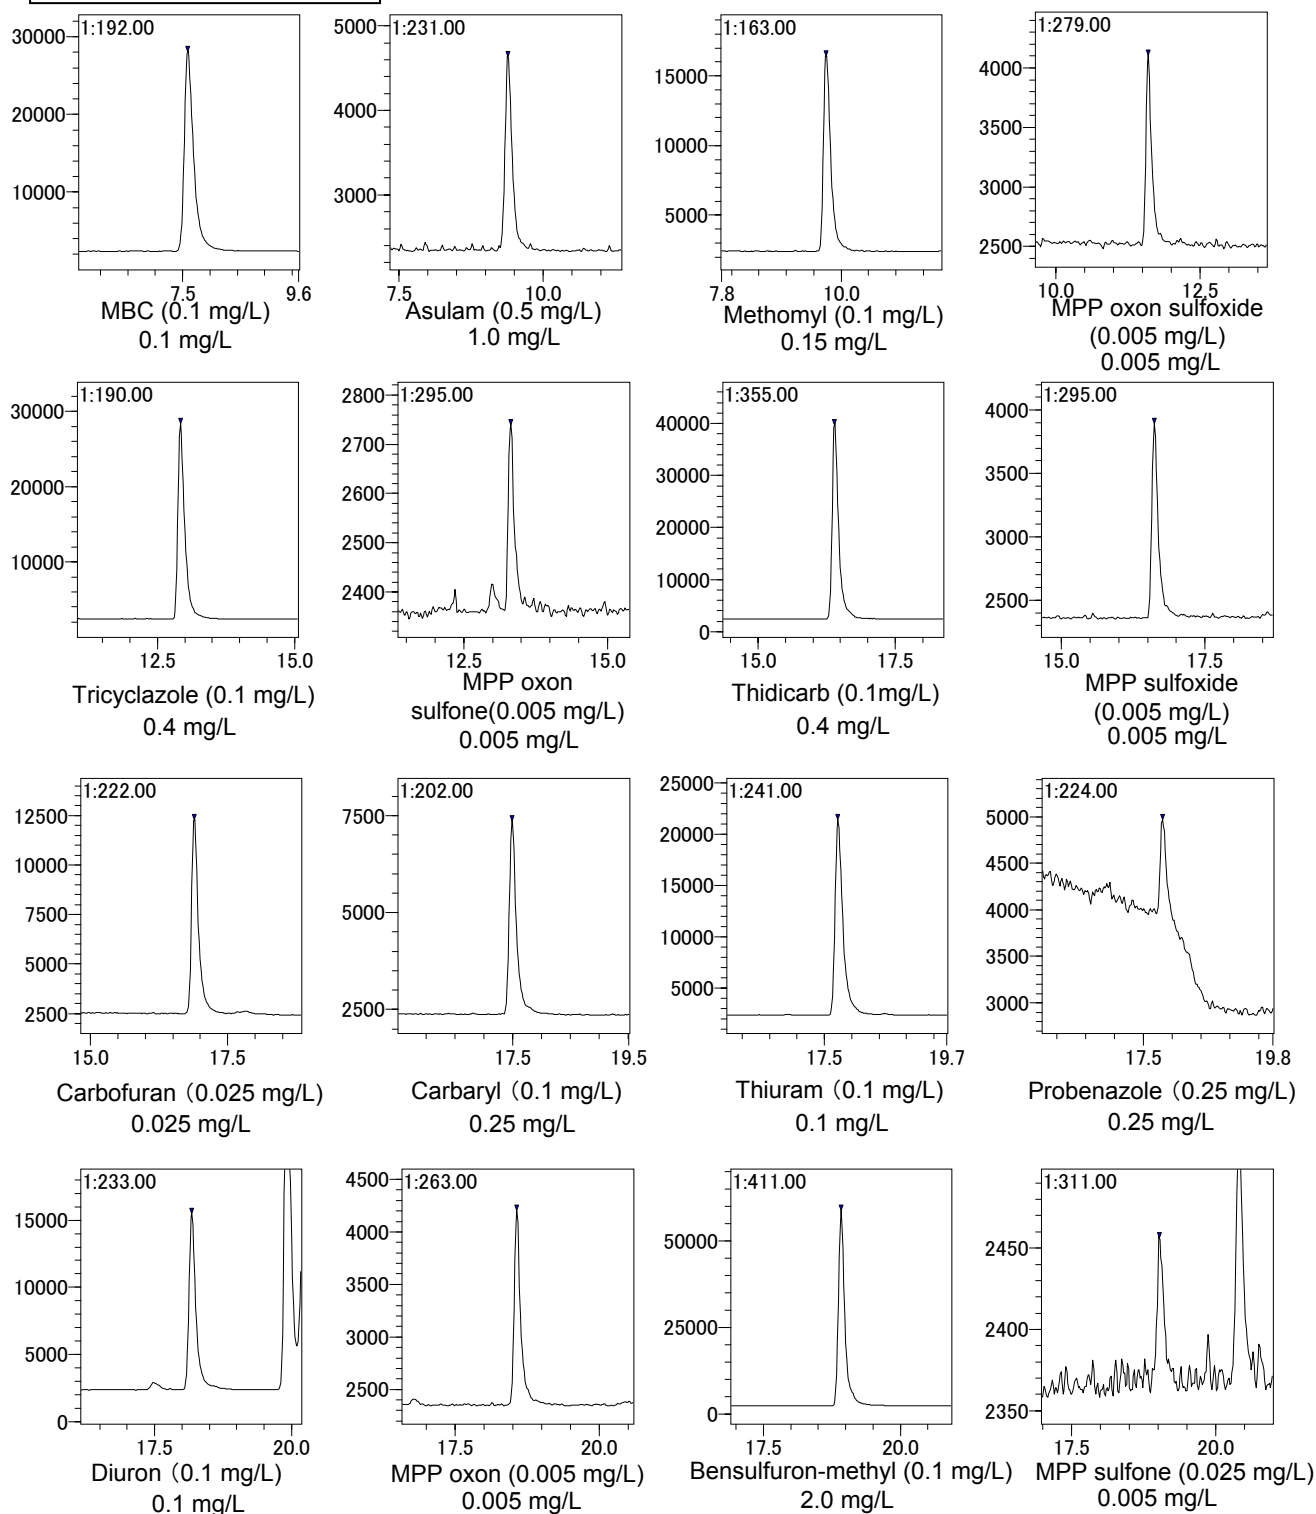 1:192.00
30000
20000
10000
7.5 9.6
MBC (0.1 mg/L)
0.1 mg/L
1:231.00
5000
4000
3000
7.5 10.0
Asulam (0.5 mg/L)
1.0 mg/L
1:163.00
15000
10000
5000
7.8 10.0
Methomyl (0.1 mg/L)
0.15 mg/L
1:279.00
4000
3500
3000
2500
10.0 12.5
MPP oxon sulfoxide
(0.005 mg/L)
0.005 mg/L
1:190.00
30000
20000
10000
12.5 15.0
Tricyclazole (0.1 mg/L)
0.4 mg/L
1:295.00
2800
2700
2600
2500
2400
12.5 15.0
MPP oxon
sulfone(0.005 mg/L)
0.005 mg/L
1:355.00
40000
30000
20000
10000
0
15.0 17.5
Thidicarb (0.1mg/L)
0.4 mg/L
1:295.00
4000
3500
3000
2500
15.0 17.5
MPP sulfoxide
(0.005 mg/L)
0.005 mg/L
1:222.00
12500
10000
7500
5000
2500
15.0 17.5
Carbofuran (0.025 mg/L)
0.025 mg/L
1:202.00
7500
5000
2500
17.5 19.5
Carbaryl (0.1 mg/L)
0.25 mg/L
1:241.00
25000
20000
15000
10000
5000
17.5 19.7
Thiuram (0.1 mg/L)
0.1 mg/L
1:224.00
5000
4500
4000
3500
3000
17.5 19.8
Probenazole (0.25 mg/L)
0.25 mg/L
1:233.00
15000
10000
5000
0
17.5 20.0
Diuron (0.1 mg/L)
0.1 mg/L
1:263.00
4500
4000
3500
3000
2500
17.5 20.0
MPP oxon (0.005 mg/L)
0.005 mg/L
1:411.00
50000
25000
0
17.5 20.0
Bensulfuron-methyl (0.1 mg/L)
2.0 mg/L
1:311.00
2450
2400
2350
17.5 20.0
MPP sulfone (0.025 mg/L)
0.005 mg/L